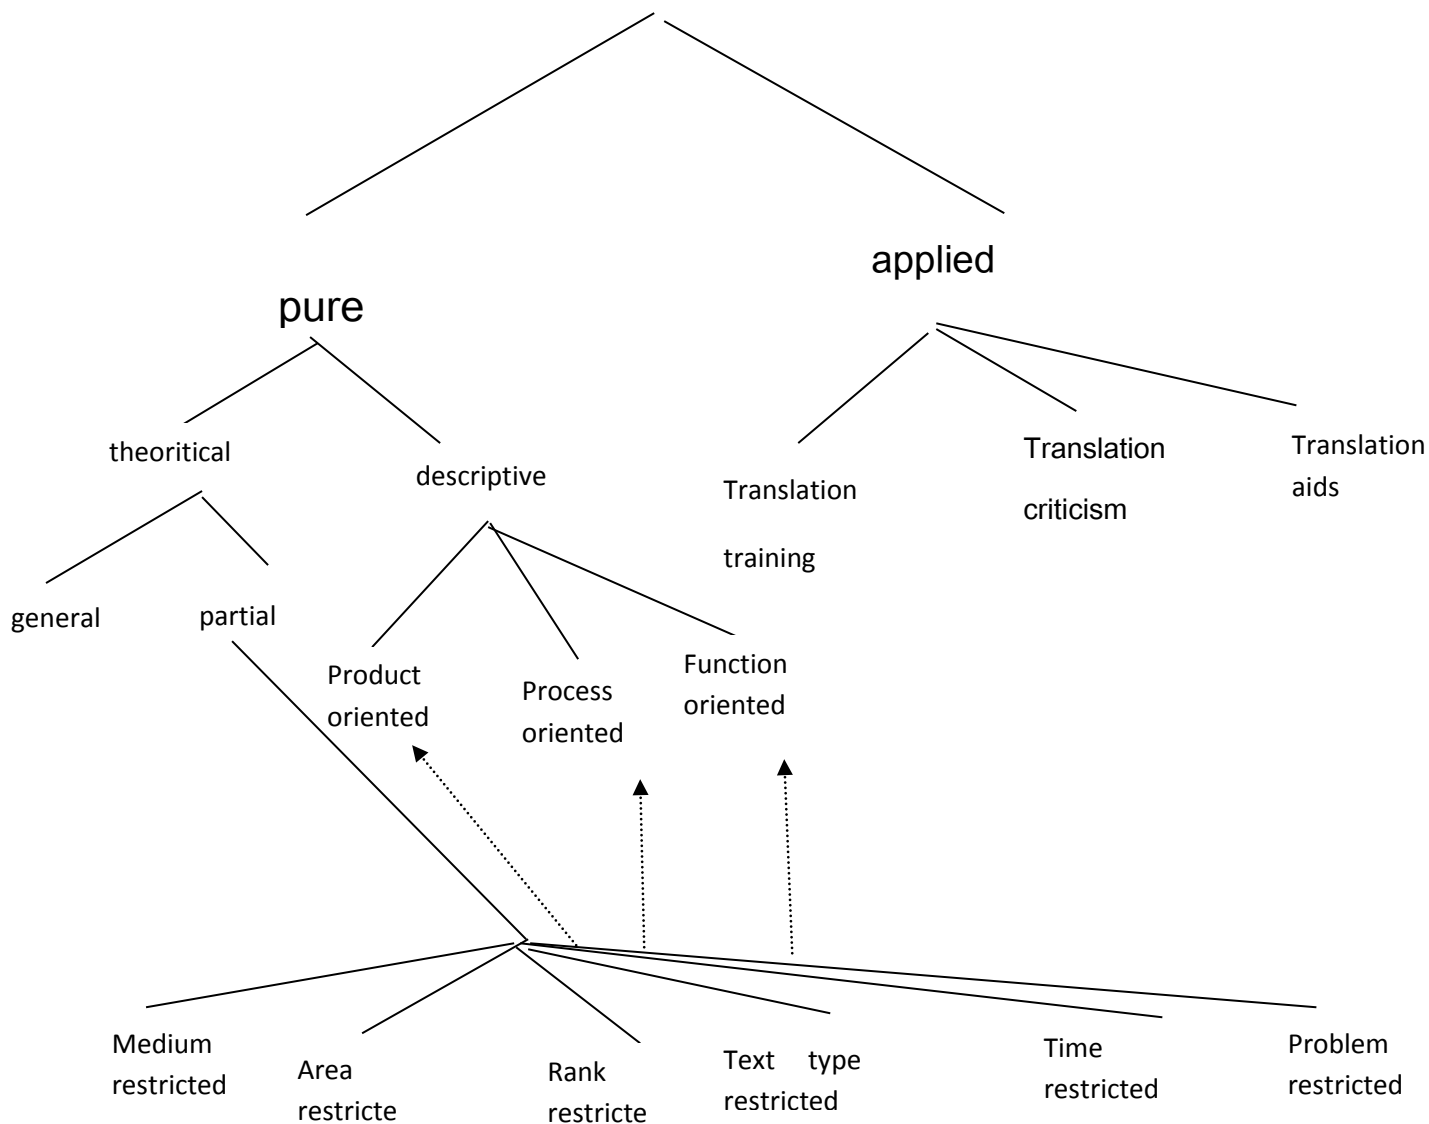 applied
pure
theoritical
descriptive
Translation
training
Translation
criticism
Translation
aids
general
partial
Product
oriented
Process
oriented
Function
oriented
Medium
restricted
Area
restricte
Rank
restricte
Text type
restricted
Time
restricted
Problem
restricted